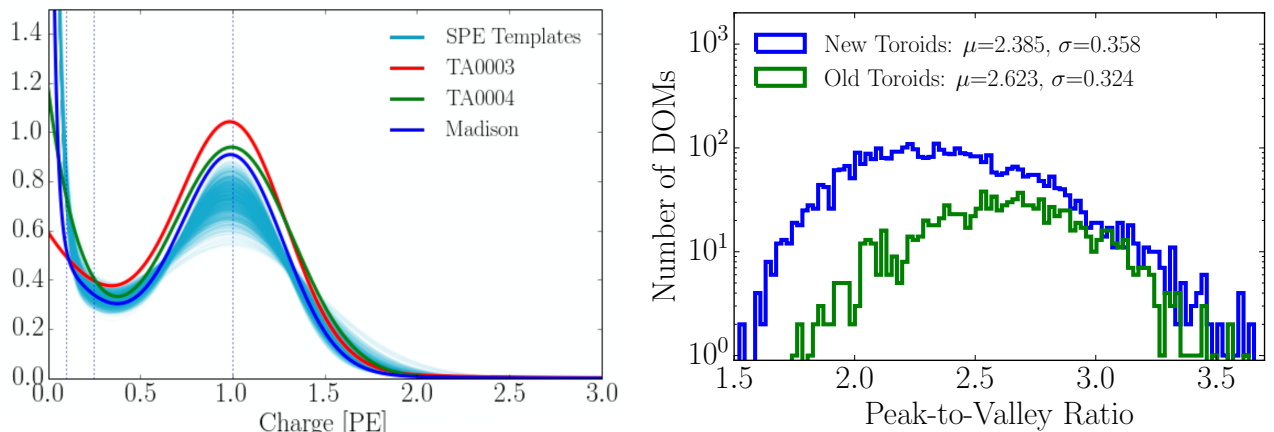 1.4
1.2
1.0
0.8
0.6
0.4
0.2
0.0
0.0 0.5 1.0 1.5 2.0 2.5 3.0
Charge [PE]
SPE Templates
TA0003
TA0004
Madison
Number of DOMs
10³
10²
10¹
10⁰
1.5 2.0 2.5 3.0 3.5
Peak-to-Valley Ratio
New Toroids: μ=2.385, σ=0.358
Old Toroids: μ=2.623, σ=0.324